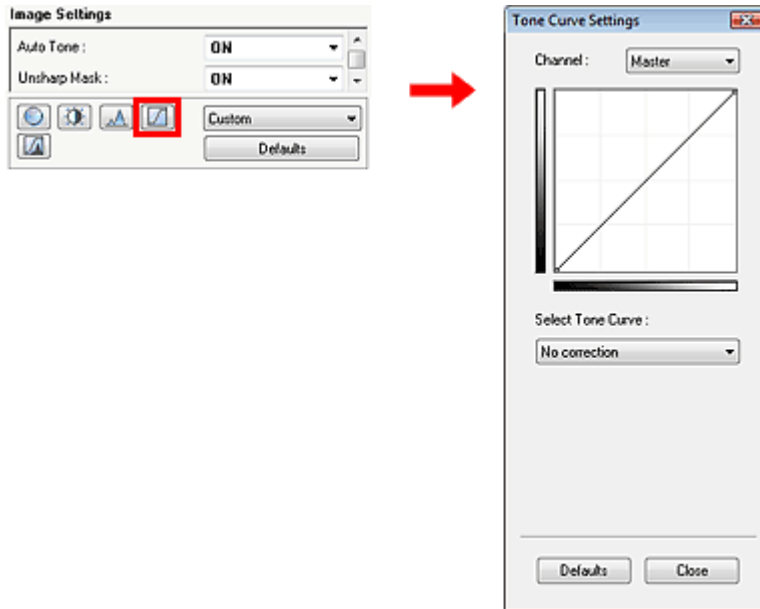 Image Settings
Auto Tone : ON
Unsharp Mask : ON
Custom
Defaults
Tone Curve Settings
Channel : Master
Select Tone Curve :
No correction
Defaults Close